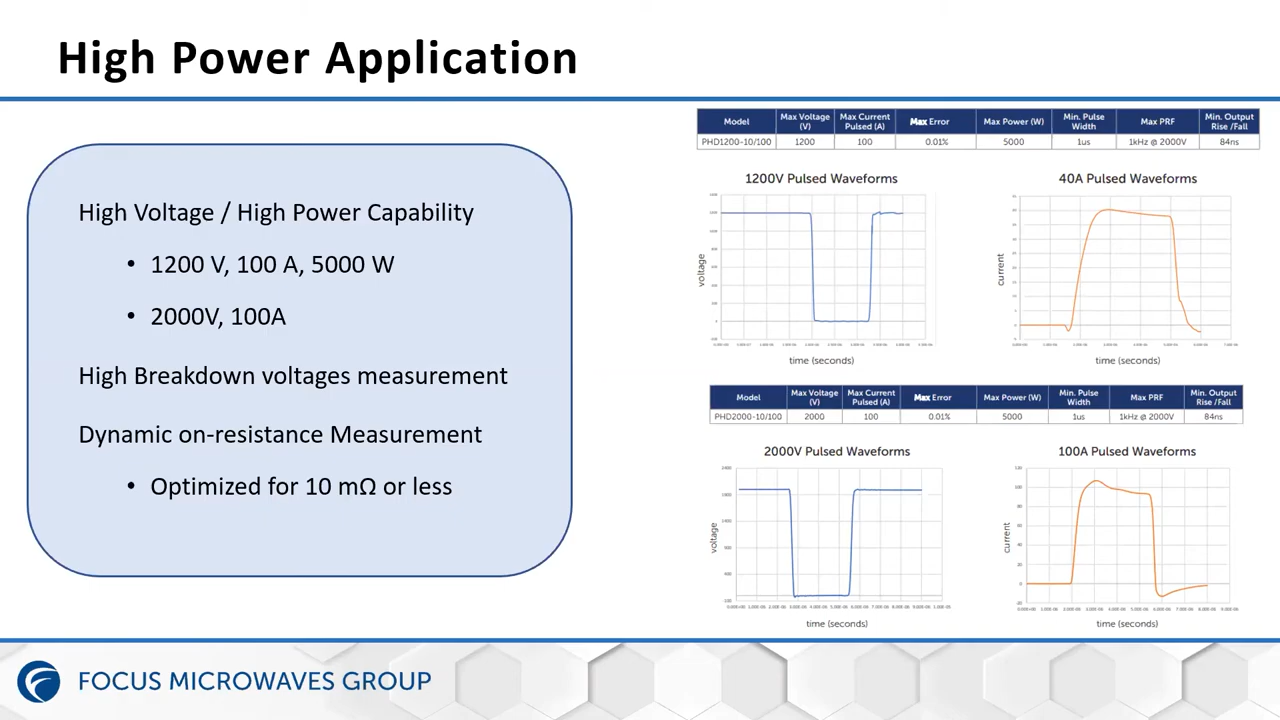 High Power Application
High Voltage / High Power Capability
• 1200 V, 100 A, 5000 W
• 2000V, 100A
High Breakdown voltages measurement
Dynamic on-resistance Measurement
• Optimized for 10 mΩ or less
Model Max Voltage (V) Max Current Pulsed (A) Max Error Max Power (W) Min. Pulse Width Max PRF Min. Output Rise /Fall
PHD1200-10/100 1200 100 0.01% 5000 1us 1kHz @ 2000V 84ns
1200V Pulsed Waveforms
voltage
time (seconds)
40A Pulsed Waveforms
current
time (seconds)
Model Max Voltage (V) Max Current Pulsed (A) Max Error Max Power (W) Min. Pulse Width Max PRF Min. Output Rise /Fall
PHD2000-10/100 2000 100 0.01% 5000 1us 1kHz @ 2000V 84ns
2000V Pulsed Waveforms
voltage
time (seconds)
100A Pulsed Waveforms
current
time (seconds)
FOCUS MICROWAVES GROUP